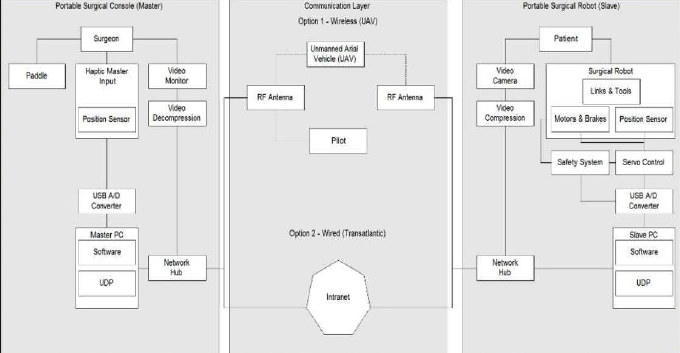 Portable Surgical Console (Master)
Surgeon
Paddle
Haptic Master
Input
Position Sensor
Video
Monitor
Video
Decompression
USB A/D
Converter
Master PC
Software
UDP
Network
Hub
Communication Layer
Option 1 - Wireless (UAV)
Unmanned Arial
Vehicle (UAV)
RF Antenna
RF Antenna
Pilot
Option 2 - Wired (Transatlantic)
Intranet
Portable Surgical Robot (Slave)
Patient
Video
Camera
Video
Compression
Surgical Robot
Links & Tools
Motors & Brakes
Position Sensor
Safety System
Servo Control
USB A/D
Converter
Slave PC
Software
UDP
Network
Hub